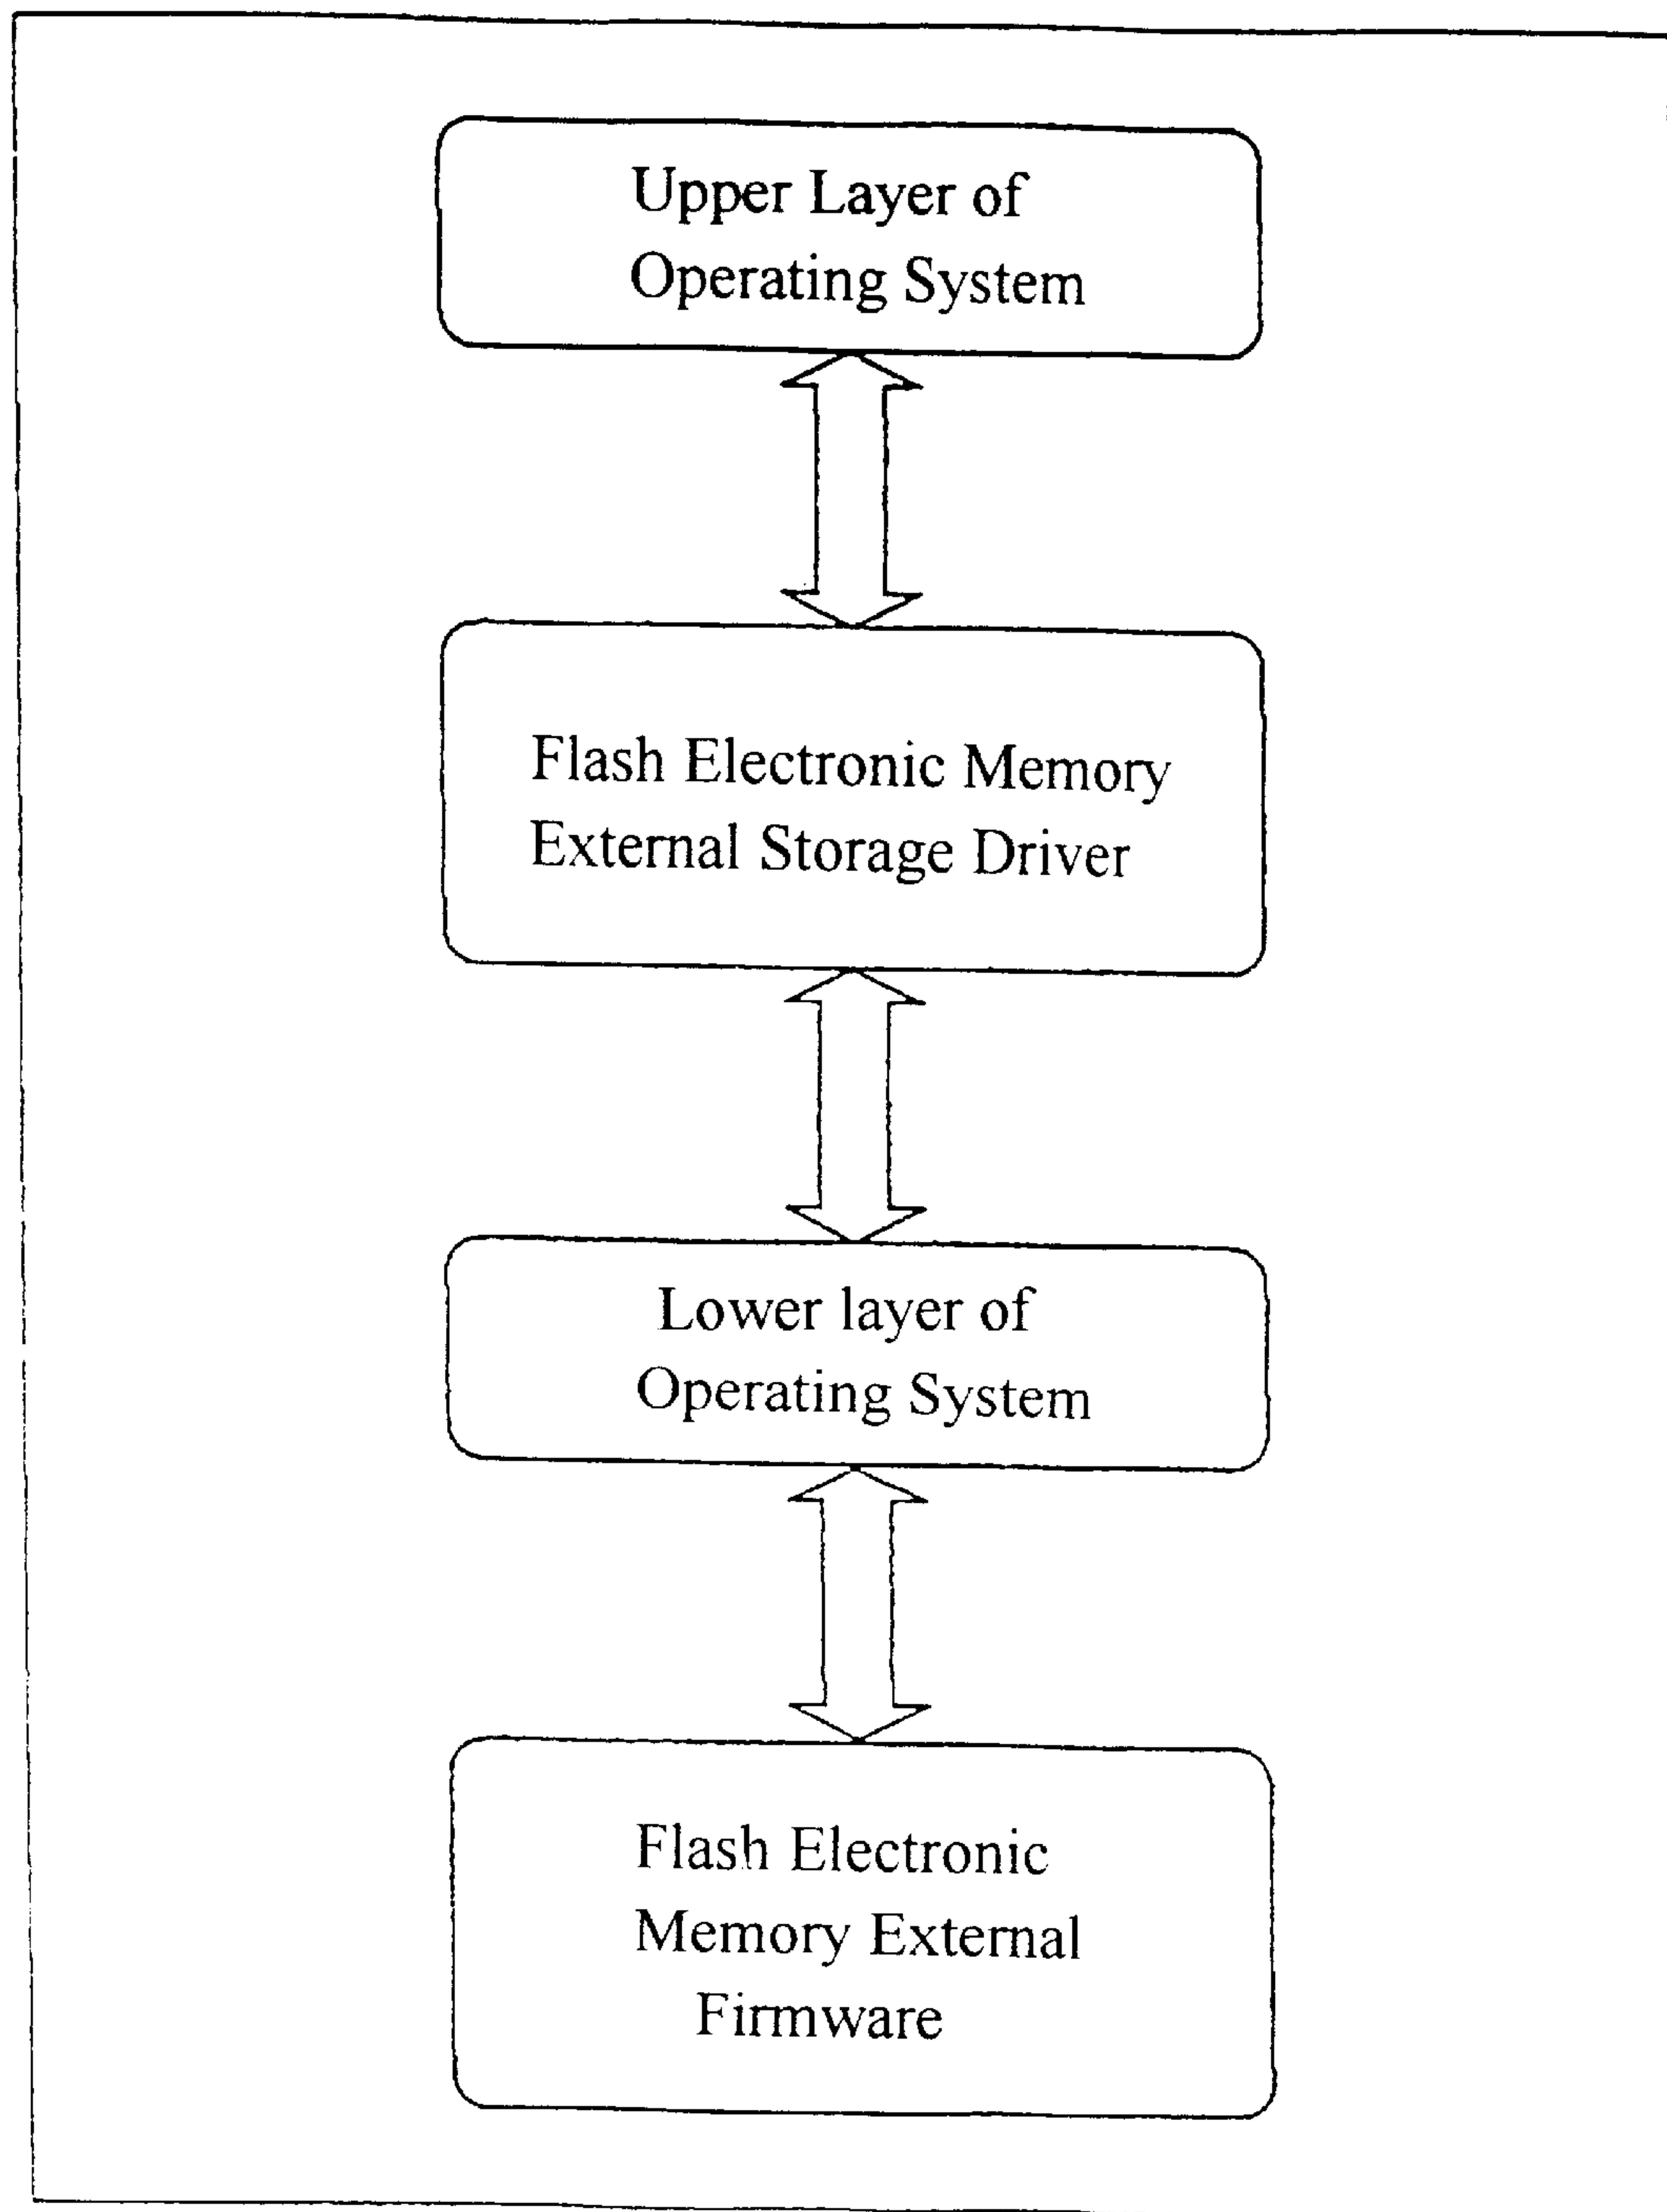 Upper Layer of
Operating System
Flash Electronic Memory
External Storage Driver
Lower layer of
Operating System
Flash Electronic
Memory External
Firmware